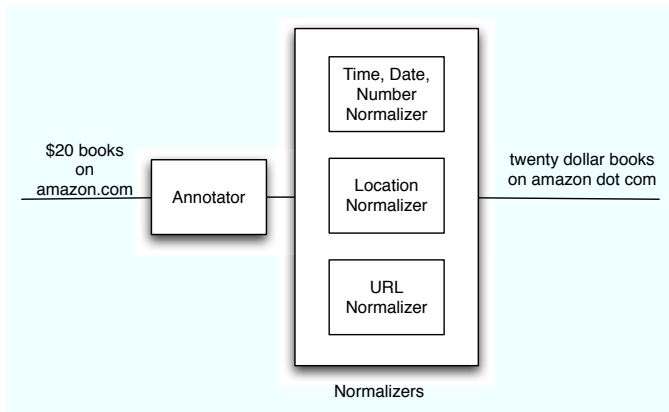 $20 books
on
amazon.com
Annotator
Time, Date,
Number
Normalizer
Location
Normalizer
URL
Normalizer
twenty dollar books
on amazon dot com
Normalizers